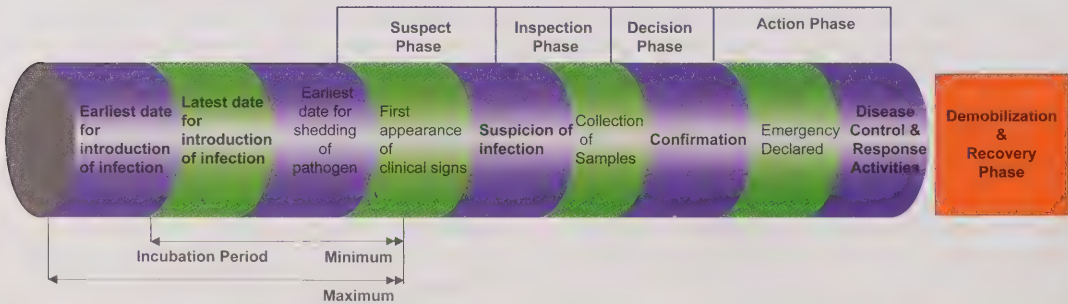 Suspect
Phase
Inspection
Phase
Decision
Phase
Action Phase
Earliest date
for
introduction
of infection
Latest date
for
introduction
of infection
Earliest
date for
shedding
of
pathogen
First
appearance
of
clinical signs
Suspicion of
infection
Collection
of
Samples
Confirmation
Emergency
Declared
Disease
Control &
Response
Activities
Demobilization
&
Recovery
Phase
Incubation Period
Minimum
Maximum